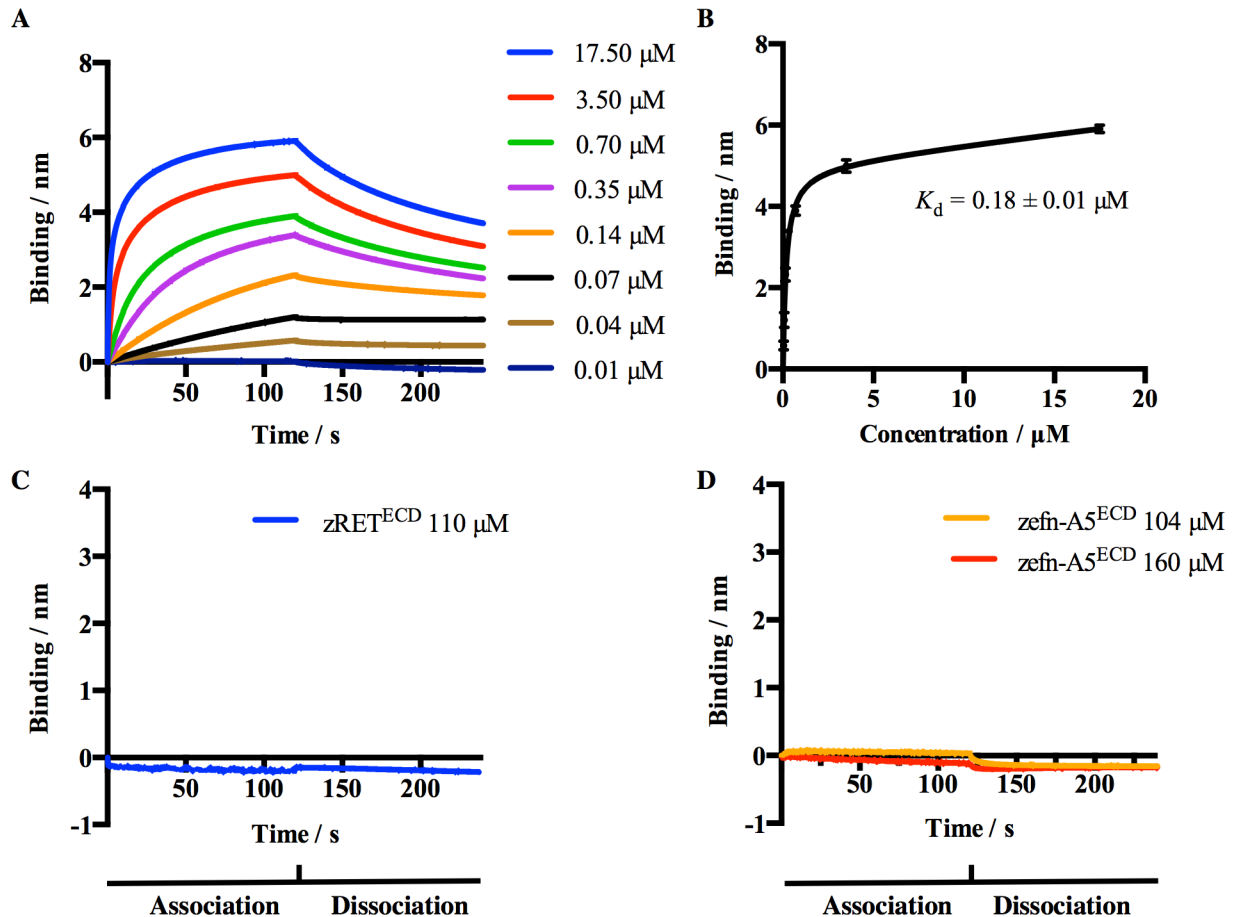 A
8
6
4
2
0
Binding / nm
50
100
150
200
Time / s
17.50 μM
3.50 μM
0.70 μM
0.35 μM
0.14 μM
0.07 μM
0.04 μM
0.01 μM
B
8
6
4
2
0
Binding / nm
Kd = 0.18 ± 0.01 μM
0
5
10
15
20
Concentration / μM
C
4
3
2
1
0
-1
Binding / nm
zRETECD 110 μM
50
100
150
200
Time / s
Association
Dissociation
D
4
3
2
1
0
-1
Binding / nm
zefn-A5ECD 104 μM
zefn-A5ECD 160 μM
50
100
150
200
Time / s
Association
Dissociation